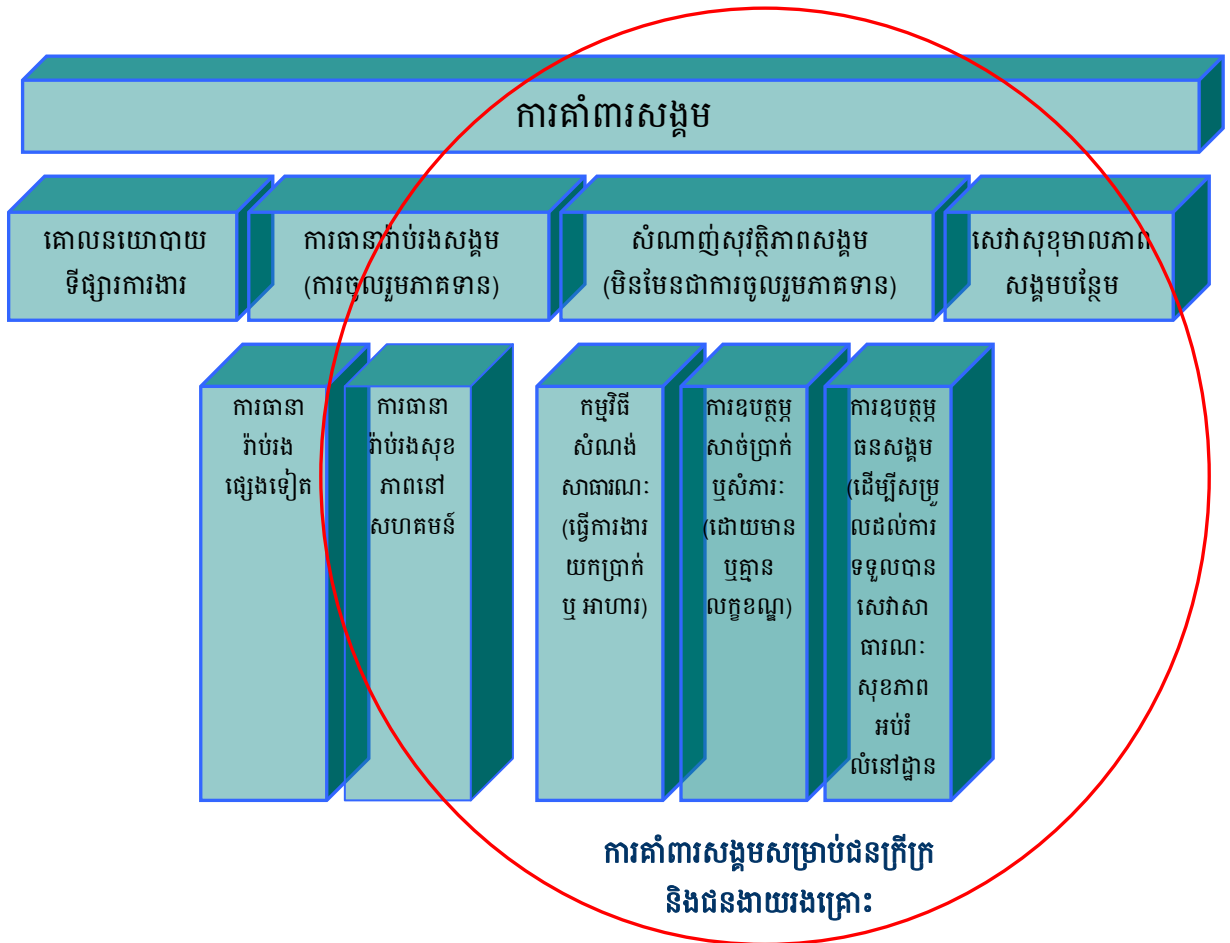 ការគាំពារសង្គម
គោលនយោបាយ
ទីផ្សារការងារ
ការធានារ៉ាប់រងសង្គម
(ការចូលរួមភាគទាន)
សំណាញ់សុវត្ថិភាពសង្គម
(មិនមែនជាការចូលរួមភាគទាន)
សេវាសុខុមាលភាព
សង្គមបន្ថែម
ការធានា
រ៉ាប់រង
ផ្សេងទៀត
ការធានា
រ៉ាប់រងសុខ
ភាពនៅ
សហគមន៍
កម្មវិធី
សំណង់
សាធារណៈ
(ធ្វើការងារ
យកប្រាក់
ឬ អាហារ)
ការឧបត្ថម្ភ
សាច់ប្រាក់
ឬសំភារៈ
(ដោយមាន
ឬគ្មាន
លក្ខខណ្ឌ)
ការឧបត្ថម្ភ
ធនសង្គម
(ដើម្បីសម្រួ
លដល់ការ
ទទួលបាន
សេវាសា
ធារណៈ
សុខភាព
អប់រំ
លំនៅដ្ឋាន
ការគាំពារសង្គមសម្រាប់ជនក្រីក្រ
និងជនងាយរងគ្រោះ